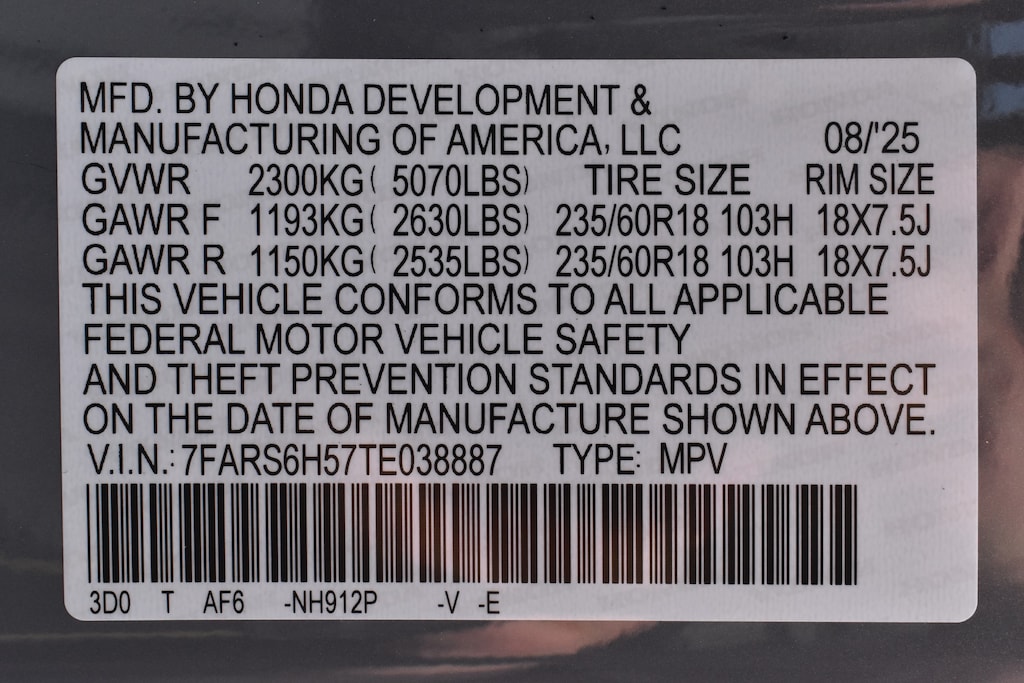 MFD. BY HONDA DEVELOPMENT &
MANUFACTURING OF AMERICA, LLC 08/'25
GVWR 2300KG ( 5070LBS) TIRE SIZE RIM SIZE
GAWR F 1193KG ( 2630LBS) 235/60R18 103H 18X7.5J
GAWR R 1150KG ( 2535LBS) 235/60R18 103H 18X7.5J
THIS VEHICLE CONFORMS TO ALL APPLICABLE
FEDERAL MOTOR VEHICLE SAFETY
AND THEFT PREVENTION STANDARDS IN EFFECT
ON THE DATE OF MANUFACTURE SHOWN ABOVE.
V.I.N.: 7FARS6H57TE038887 TYPE: MPV
3D0 T AF6 -NH912P -V -E